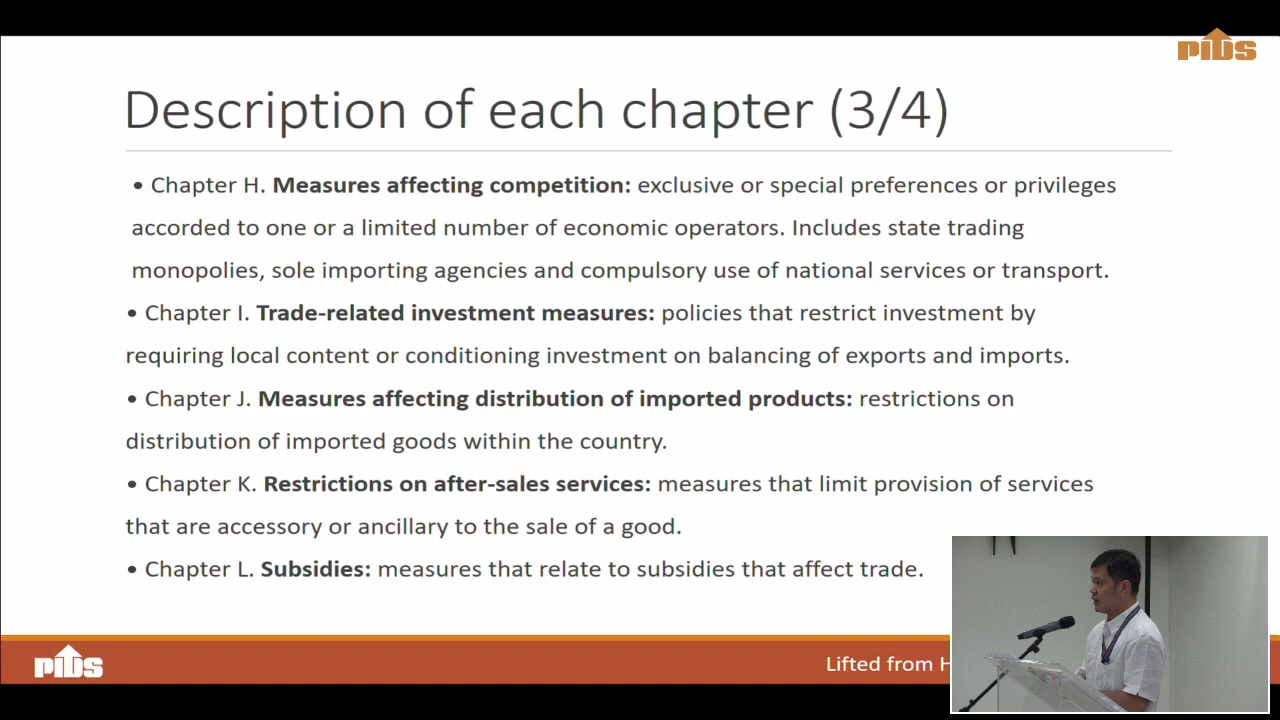 PIDS
Description of each chapter (3/4)
• Chapter H. Measures affecting competition: exclusive or special preferences or privileges
accorded to one or a limited number of economic operators. Includes state trading
monopolies, sole importing agencies and compulsory use of national services or transport.
• Chapter I. Trade-related investment measures: policies that restrict investment by
requiring local content or conditioning investment on balancing of exports and imports.
• Chapter J. Measures affecting distribution of imported products: restrictions on
distribution of imported goods within the country.
• Chapter K. Restrictions on after-sales services: measures that limit provision of services
that are accessory or ancillary to the sale of a good.
• Chapter L. Subsidies: measures that relate to subsidies that affect trade.
PIDS
Lifted from